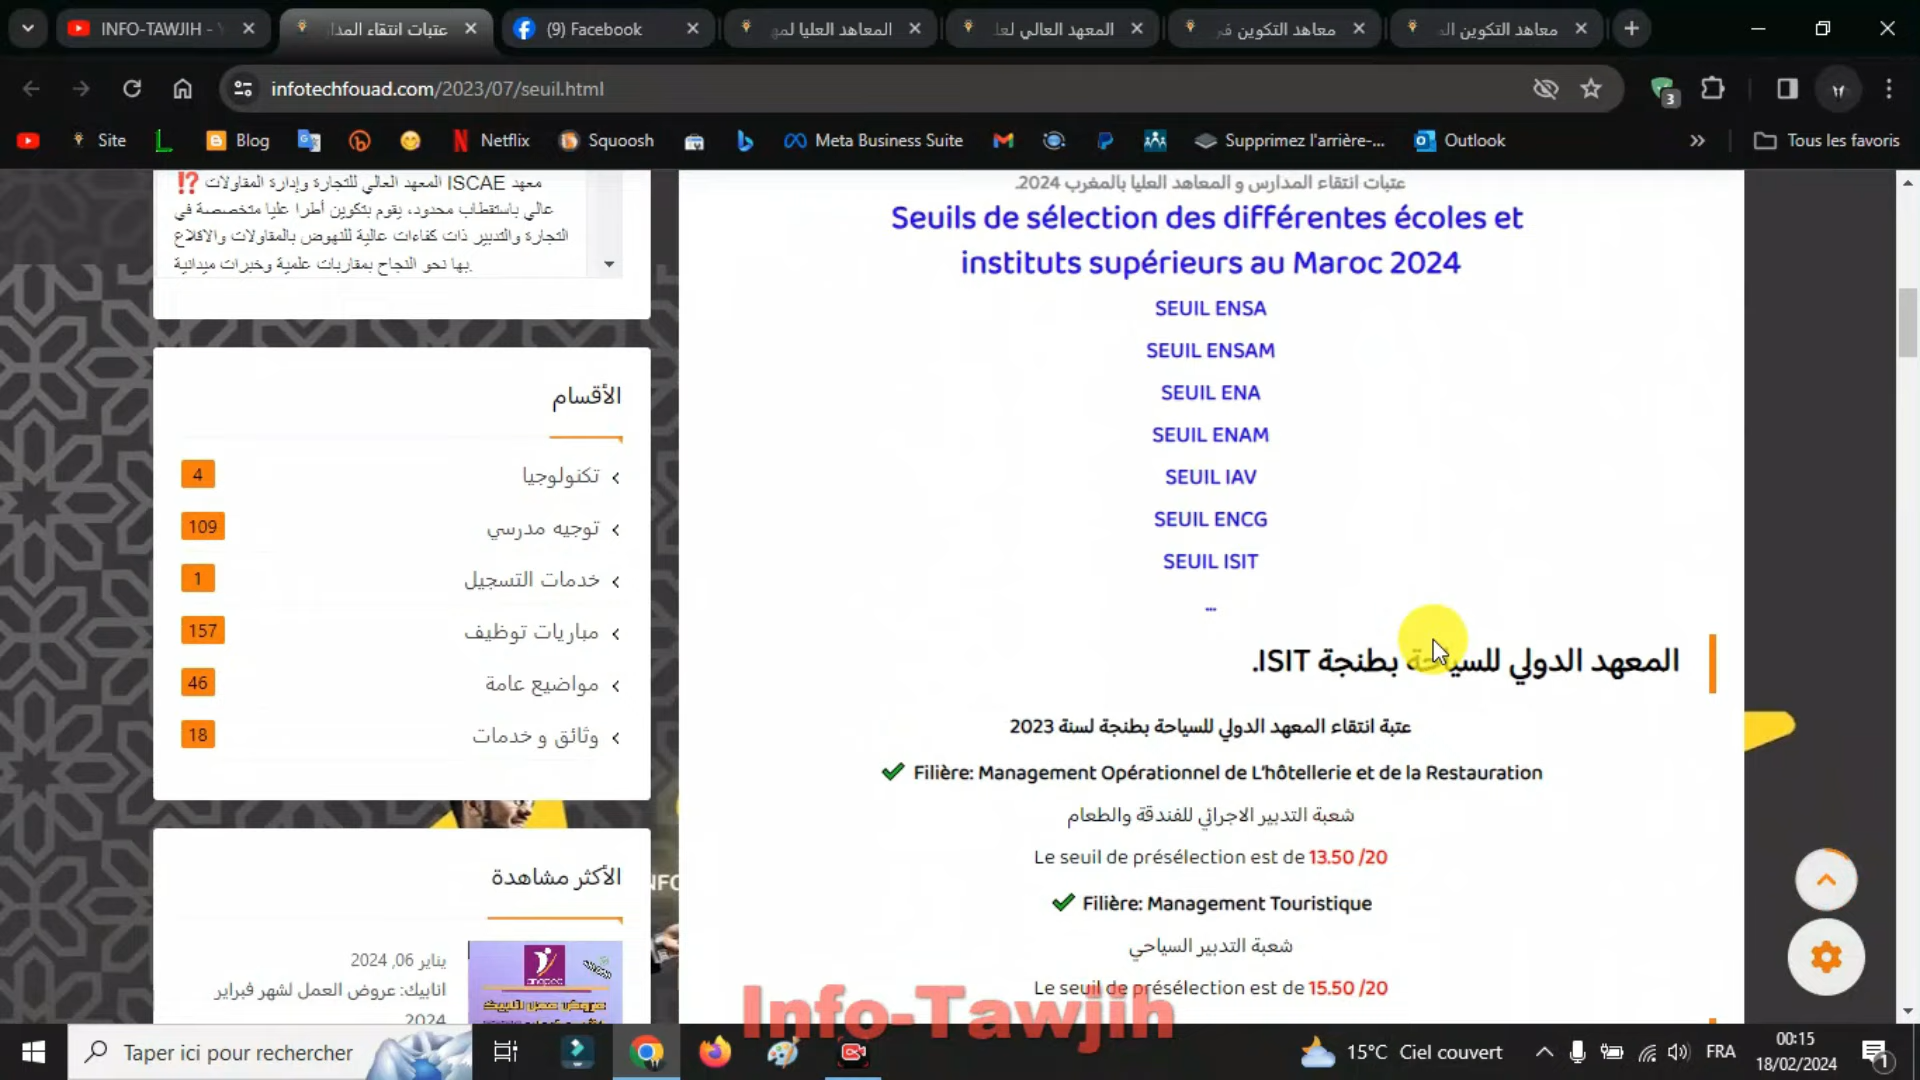 INFO-TAWJIH - Y
عتبات انتقاء المدار
(9) Facebook
المعاهد العليا لمه
المعهد العالي لعا
معاهد التكوين في
معاهد التكوين الم
infotechfouad.com/2023/07/seuil.html
3
Site
Blog
Netflix
Squoosh
Meta Business Suite
Supprimez l'arrière-...
Outlook
»
Tous les favoris
معهد ISCAE المعهد العالي للتجارة وإدارة المقاولات ⁉️
عالي باستقطاب محدود، يقوم بتكوين أطرا عليا متخصصة في
التجارة والتدبير ذات كفاءات عالية للنهوض بالمقاولات والاقلاع
بها نحو النجاح بمقاربات علمية وخبرات ميدانية.
الأقسام
تكنولوجيا 4
توجيه مدرسي 109
خدمات التسجيل 1
مباريات توظيف 157
مواضيع عامة 46
وثائق و خدمات 18
الأكثر مشاهدة
يناير 06, 2024
انابيك: عروض العمل لشهر فبراير
2024
anapec
عتبات انتقاء المدارس و المعاهد العليا بالمغرب 2024.
Seuils de sélection des différentes écoles et
instituts supérieurs au Maroc 2024
SEUIL ENSA
SEUIL ENSAM
SEUIL ENA
SEUIL ENAM
SEUIL IAV
SEUIL ENCG
SEUIL ISIT
...
المعهد الدولي للسياحة بطنجة ISIT.
عتبة انتقاء المعهد الدولي للسياحة بطنجة لسنة 2023
Filière: Management Opérationnel de L'hôtellerie et de la Restauration
شعبة التدبير الاجرائي للفندقة والطعام
Le seuil de présélection est de 13.50 /20
Filière: Management Touristique
شعبة التدبير السياحي
Le seuil de présélection est de 15.50 /20
Info-Tawjih
Taper ici pour rechercher
15°C Ciel couvert
FRA
00:15
18/02/2024
1